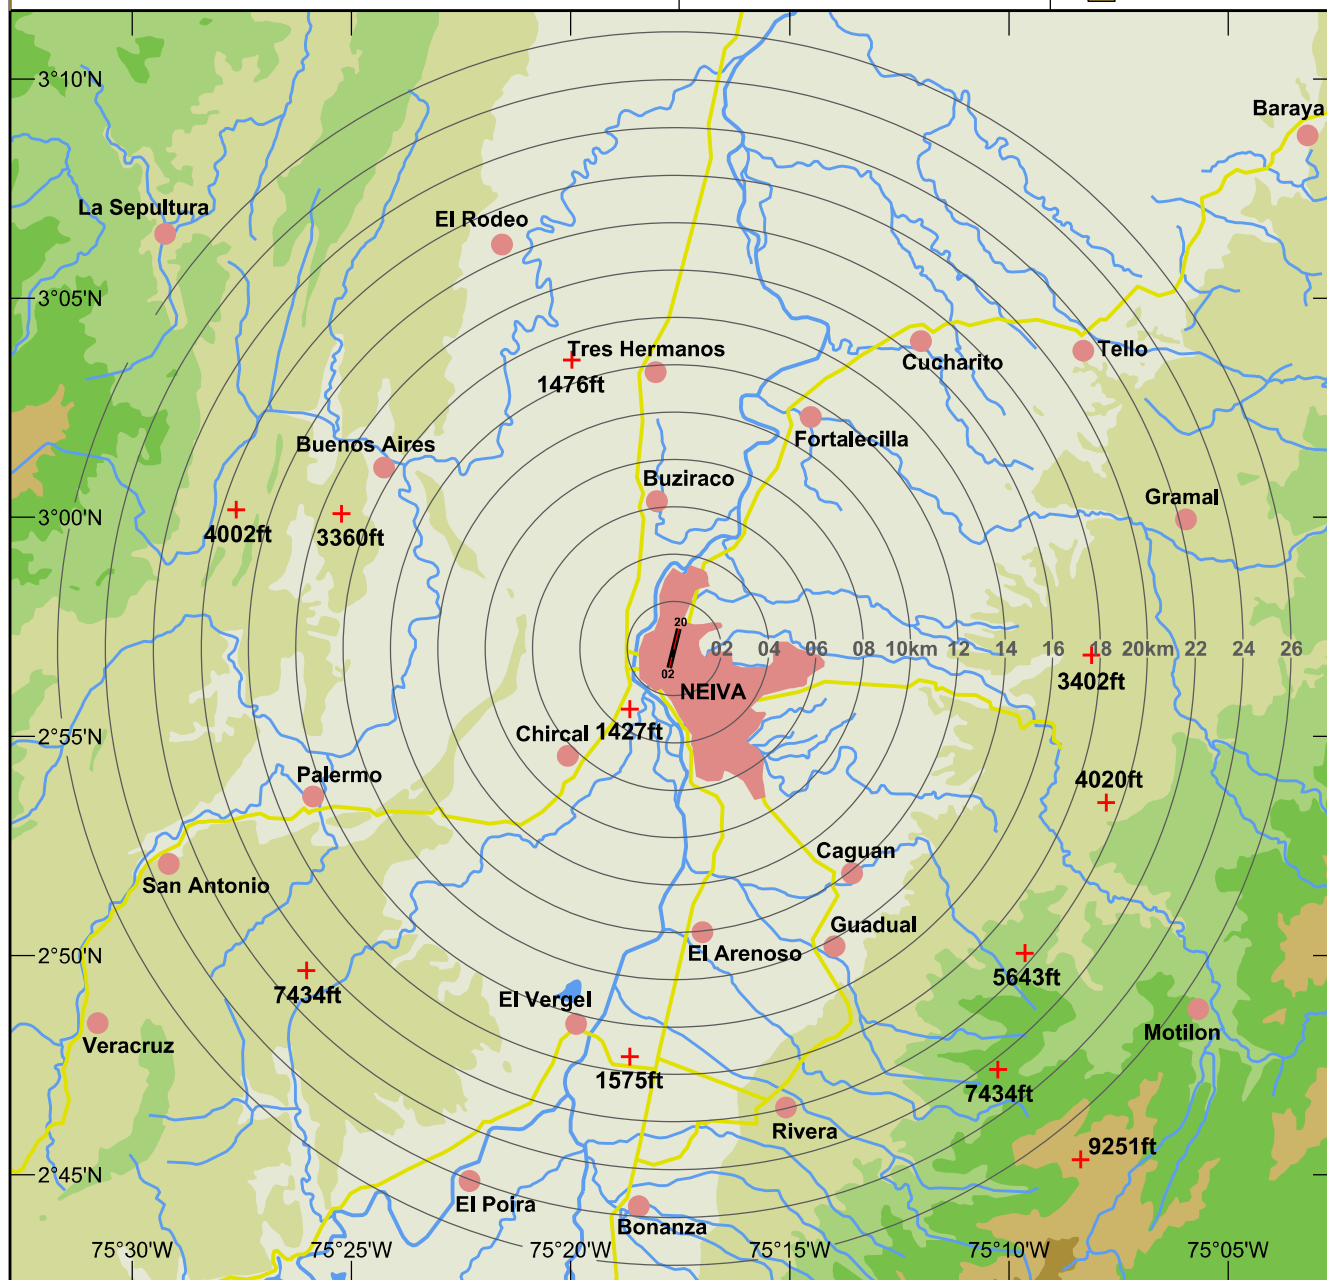 3°10'N
Baraya
La Sepultura
El Rodeo
3°05'N
Tres Hermanos
1476ft
Cucharito
Tello
Buenos Aires
Fortalecilla
Buziraco
Gramal
3°00'N
4002ft
3360ft
20
02 04 06 08 10km 12 14 16 18 20km 22 24 26
02
NEIVA
3402ft
Chircal 1427ft
2°55'N
Palermo
4020ft
Caguan
San Antonio
Guadual
El Arenoso
2°50'N
7434ft
5643ft
El Vergel
Motilon
Veracruz
1575ft
7434ft
Rivera
9251ft
2°45'N
El Poira
Bonanza
75°30'W 75°25'W 75°20'W 75°15'W 75°10'W 75°05'W